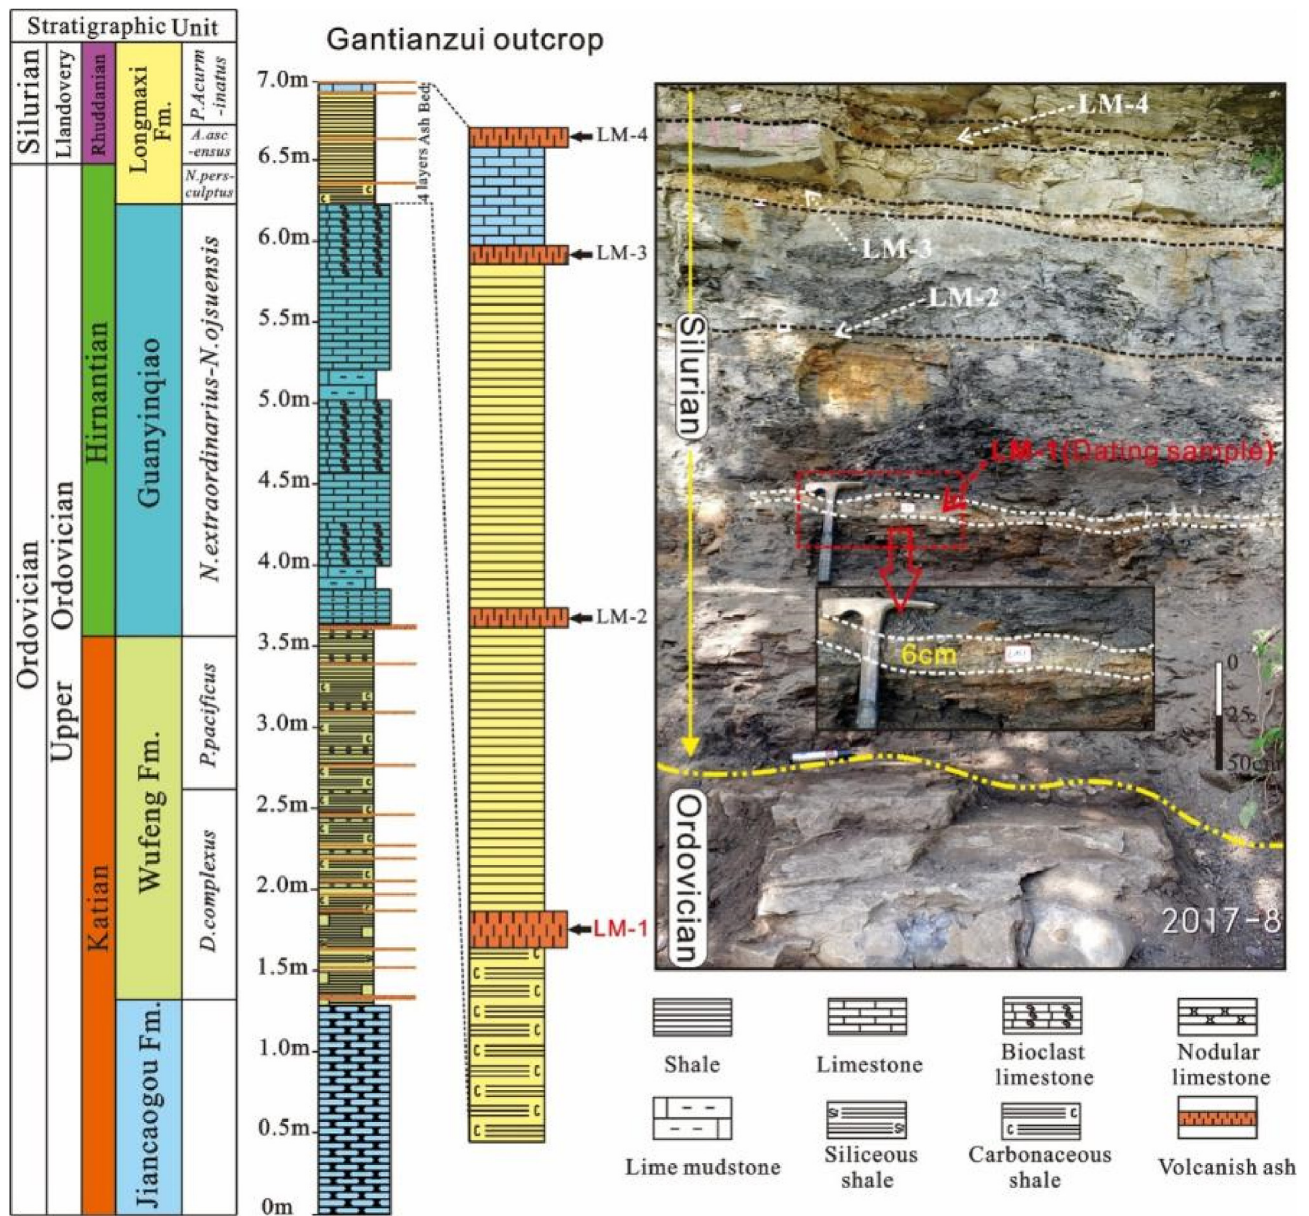 Stratigraphic Unit
Gantianzui outcrop
Silurian
Llandovery
Rhuddanian
Longmaxi
Fm.
P.Acurm
-inatus
A.asc
-ensus
N.pers-
culptus
Ordovician
Upper Ordovician
Hirnantian
Guanyinqiao
N.extraordinarius-N.ojsuensis
Katian
Wufeng Fm.
P.pacificus
D.complexus
Jiancaogou Fm.
7.0m
6.5m
6.0m
5.5m
5.0m
4.5m
4.0m
3.5m
3.0m
2.5m
2.0m
1.5m
1.0m
0.5m
0m
4 layers Ash Bed
LM-4
LM-3
LM-2
LM-1
LM-4
LM-3
LM-2
LM-1(Dating sample)
Silurian
6cm
0
25
50cm
Ordovician
2017-8
Shale
Limestone
Bioclast
limestone
Nodular
limestone
Lime mudstone
Siliceous
shale
Carbonaceous
shale
Volcanish ash